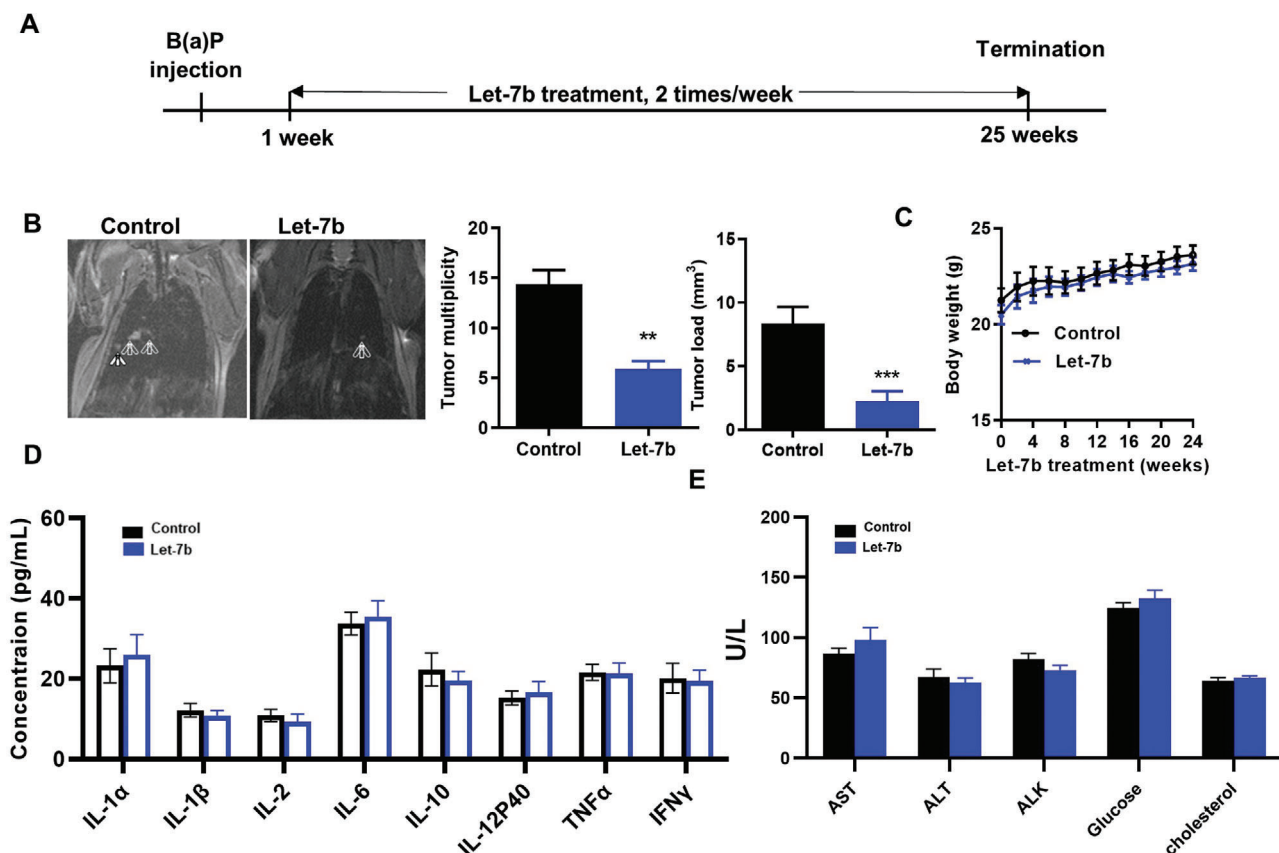 A
B(a)P
injection
Termination
Let-7b treatment, 2 times/week
1 week
25 weeks
B
Control
Let-7b
Tumor multiplicity
20
15
10
5
0
**
Control
Let-7b
Tumor load (mm³)
15
10
5
0
***
Control
Let-7b
C
Body weight (g)
25
20
15
Control
Let-7b
0
4
8
12
16
20
24
Let-7b treatment (weeks)
D
Concentraion (pg/mL)
60
40
20
0
Control
Let-7b
IL-1α
IL-1β
IL-2
IL-6
IL-10
IL-12P40
TNFα
IFNγ
E
U/L
200
150
100
50
0
Control
Let-7b
AST
ALT
ALK
Glucose
cholesterol